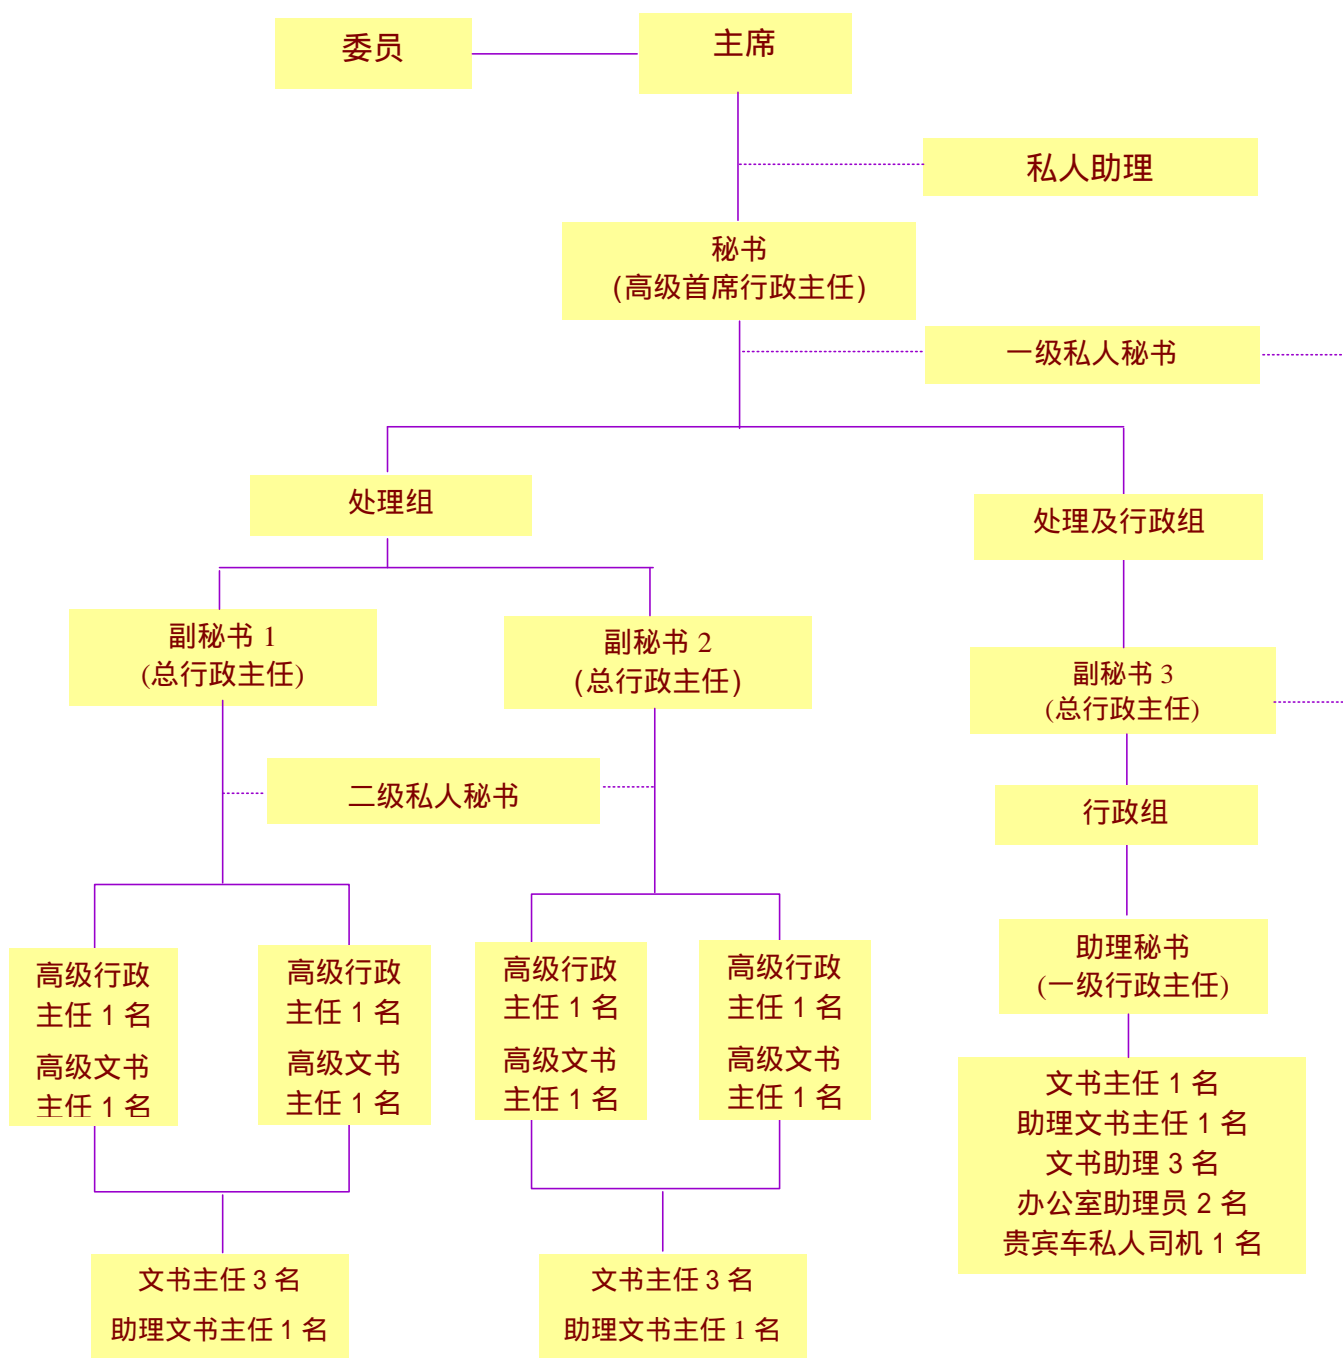 委员
主席
私人助理
秘书
(高级首席行政主任)
一级私人秘书
处理组
处理及行政组
副秘书 1
(总行政主任)
副秘书 2
(总行政主任)
副秘书 3
(总行政主任)
二级私人秘书
行政组
高级行政
主任 1 名
高级文书
主任 1 名
高级行政
主任 1 名
高级文书
主任 1 名
高级行政
主任 1 名
高级文书
主任 1 名
高级行政
主任 1 名
高级文书
主任 1 名
助理秘书
(一级行政主任)
文书主任 1 名
助理文书主任 1 名
文书助理 3 名
办公室助理员 2 名
贵宾车私人司机 1 名
文书主任 3 名
助理文书主任 1 名
文书主任 3 名
助理文书主任 1 名